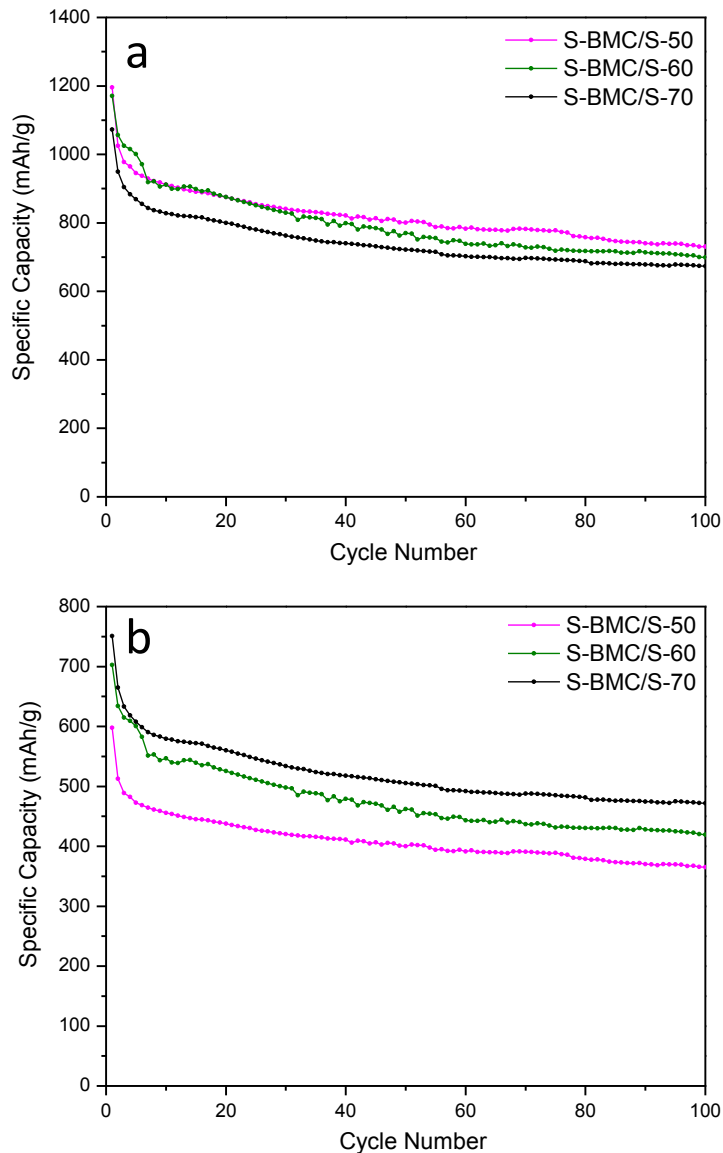 a
S-BMC/S-50
S-BMC/S-60
S-BMC/S-70
Specific Capacity (mAh/g)
1400
1200
1000
800
600
400
200
0
0 20 40 60 80 100
Cycle Number
b
S-BMC/S-50
S-BMC/S-60
S-BMC/S-70
Specific Capacity (mAh/g)
800
700
600
500
400
300
200
100
0
0 20 40 60 80 100
Cycle Number